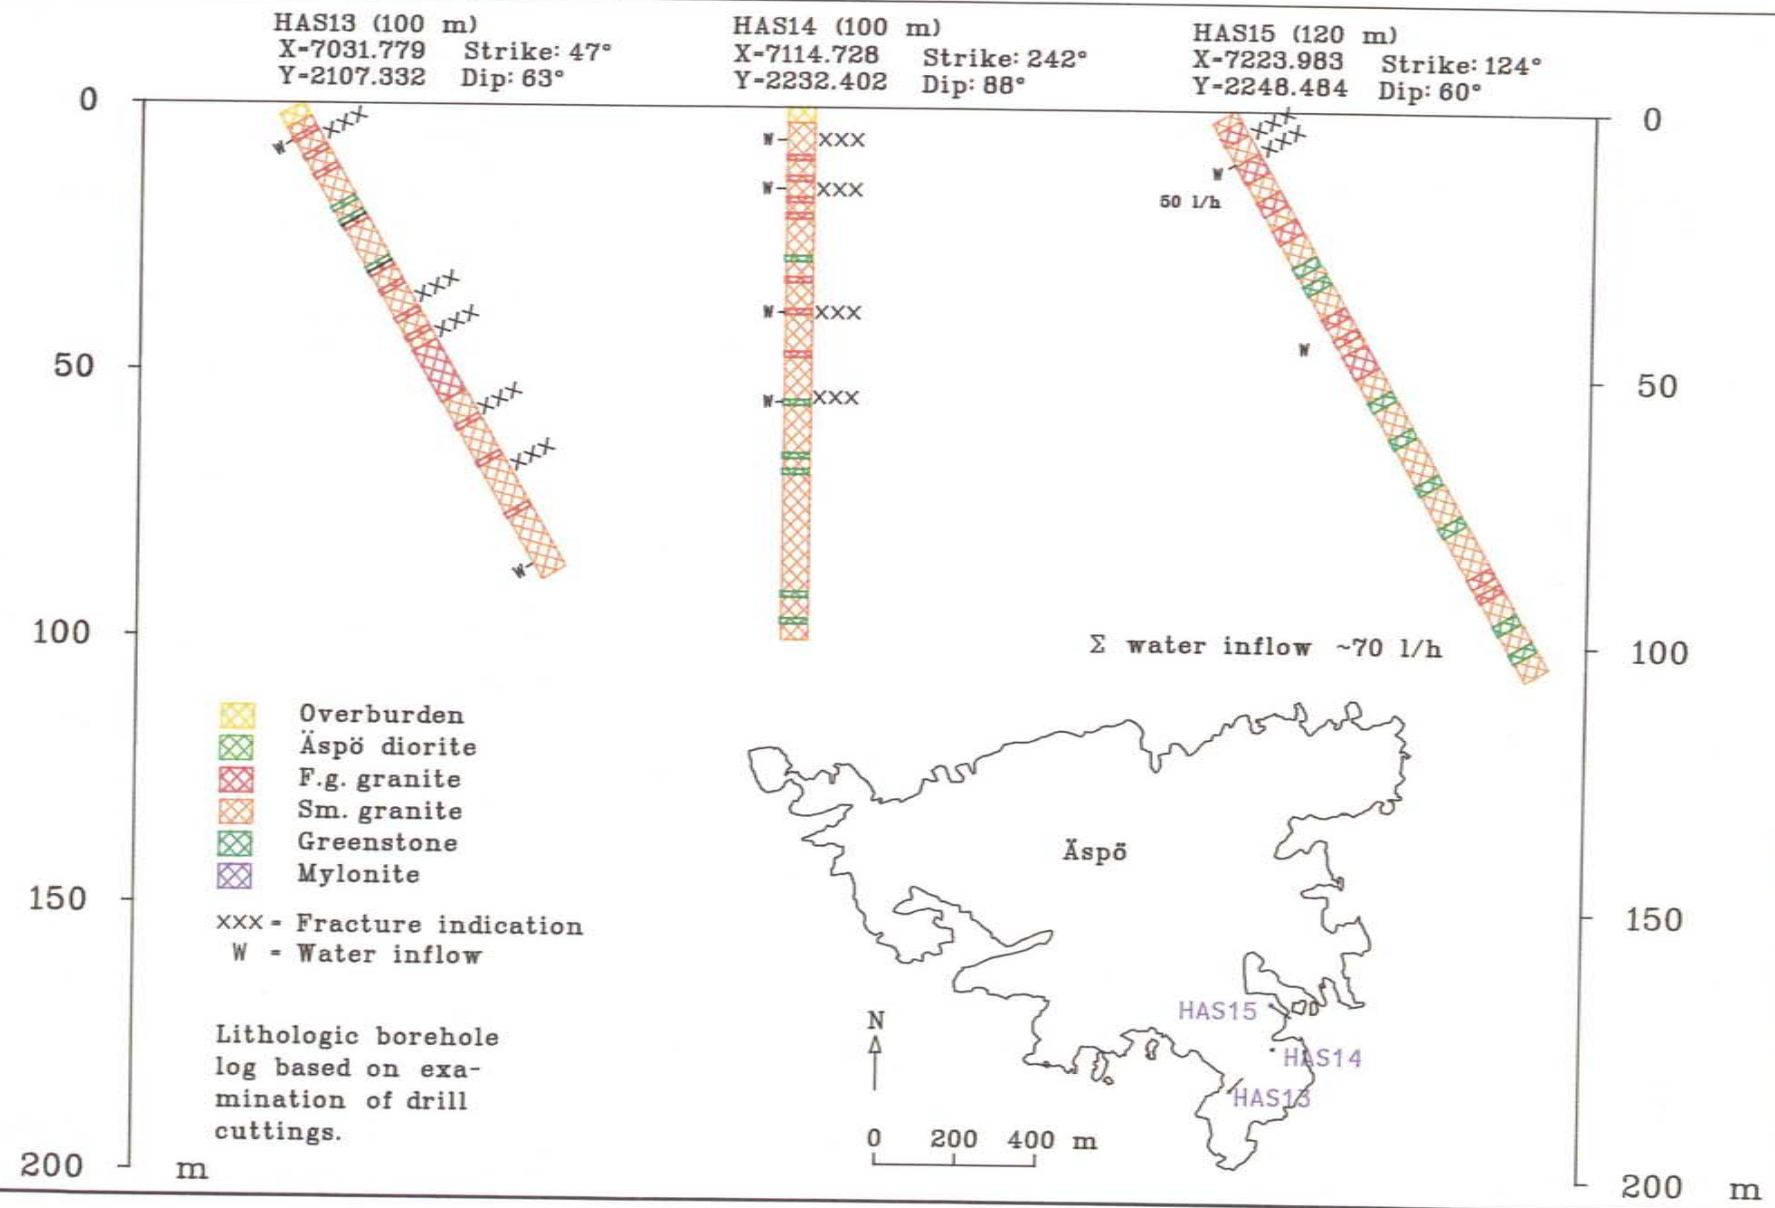 HAS13 (100 m)
X-7031.779 Strike: 47°
Y-2107.332 Dip: 63°
HAS14 (100 m)
X-7114.728 Strike: 242°
Y-2232.402 Dip: 88°
HAS15 (120 m)
X-7223.983 Strike: 124°
Y-2248.484 Dip: 60°
0
50
100
150
200 m
0
50
100
150
200 m
XXX
W
XXX
XXX
XXX
XXX
W
W XXX
W XXX
W XXX
W XXX
XXX
XXX
W
50 l/h
W
Σ water inflow ~70 l/h
Overburden
Äspö diorite
F.g. granite
Sm. granite
Greenstone
Mylonite
XXX = Fracture indication
W = Water inflow
Lithologic borehole
log based on exa-
mination of drill
cuttings.
Äspö
HAS15
HAS14
HAS13
N
0 200 400 m